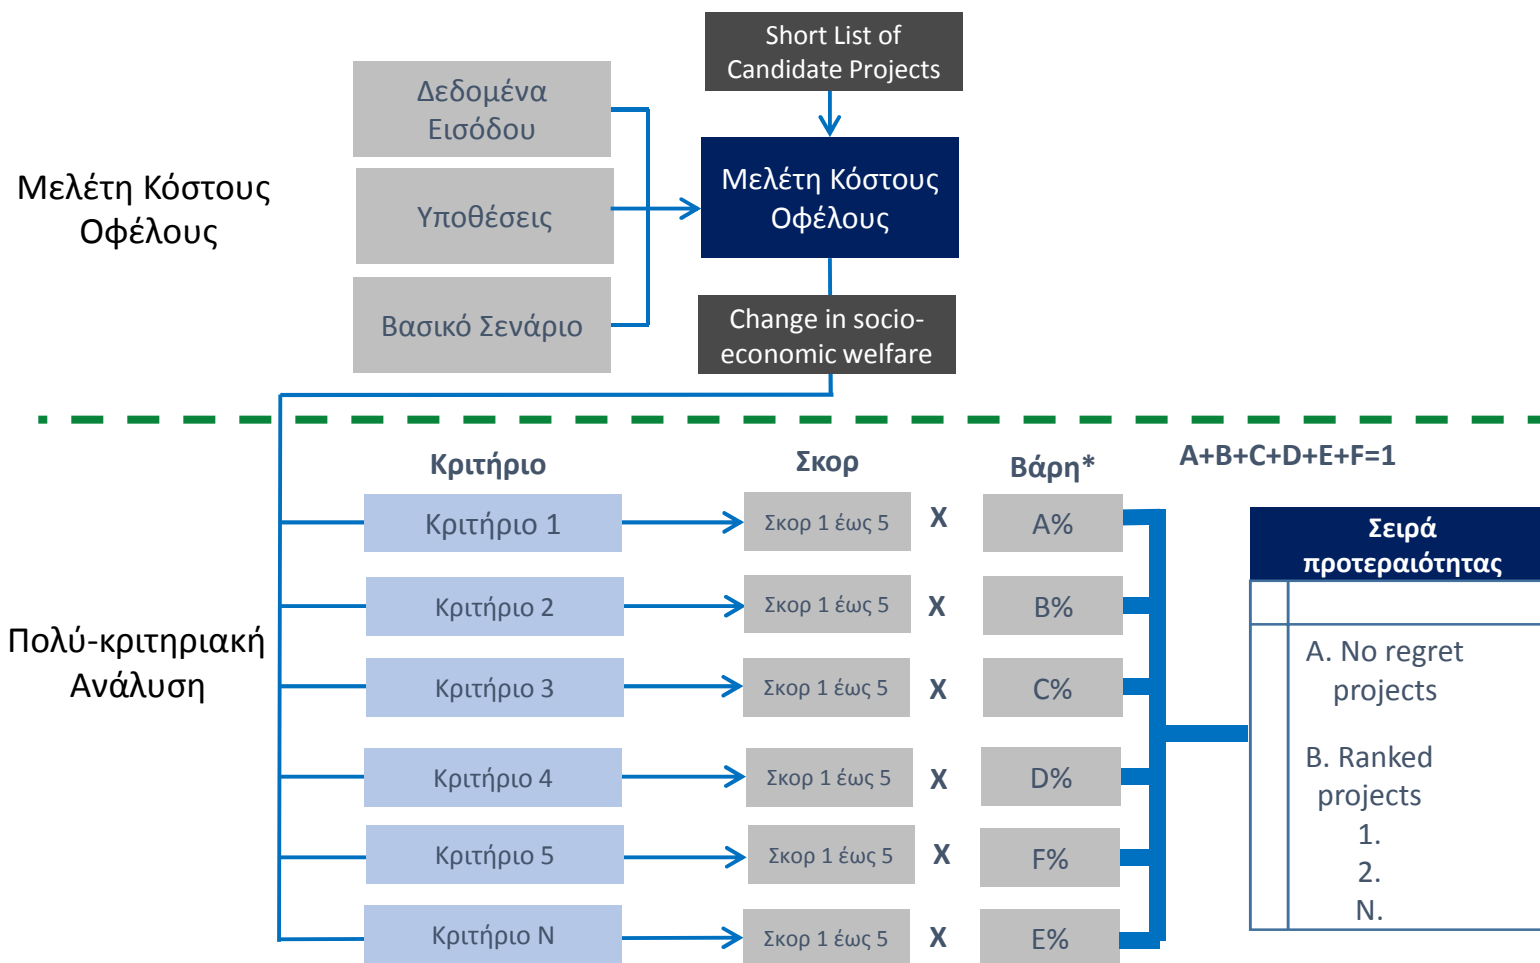 Short List of
Candidate Projects
Δεδομένα
Εισόδου
Μελέτη Κόστους
Οφέλους
Υποθέσεις
Μελέτη Κόστους
Οφέλους
Βασικό Σενάριο
Change in socio-
economic welfare
Κριτήριο
Σκορ
Βάρη*
A+B+C+D+E+F=1
Κριτήριο 1
Σκορ 1 έως 5
X
A%
Κριτήριο 2
Σκορ 1 έως 5
X
B%
Πολύ-κριτηριακή
Ανάλυση
Κριτήριο 3
Σκορ 1 έως 5
X
C%
Κριτήριο 4
Σκορ 1 έως 5
X
D%
Κριτήριο 5
Σκορ 1 έως 5
X
F%
Κριτήριο Ν
Σκορ 1 έως 5
X
E%
Σειρά
προτεραιότητας
A. No regret
projects
B. Ranked
projects
1.
2.
N.